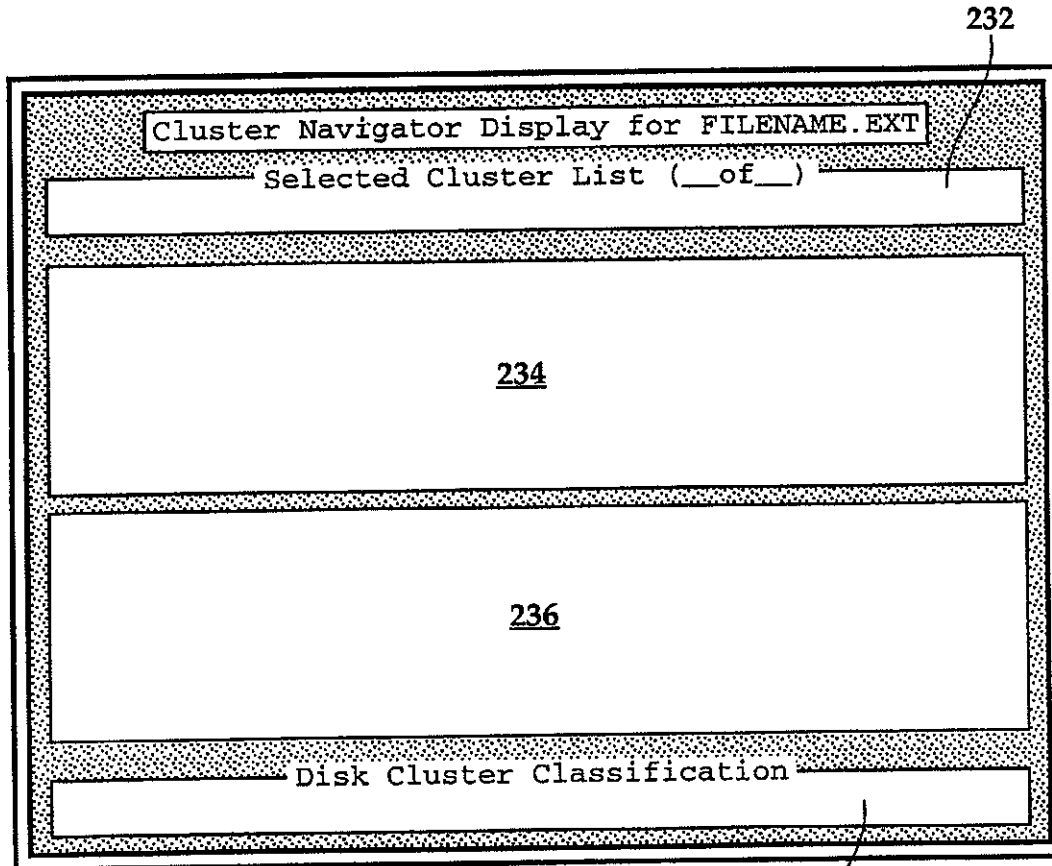 232
Cluster Navigator Display for FILENAME.EXT
Selected Cluster List (__of__)
234
236
Disk Cluster Classification